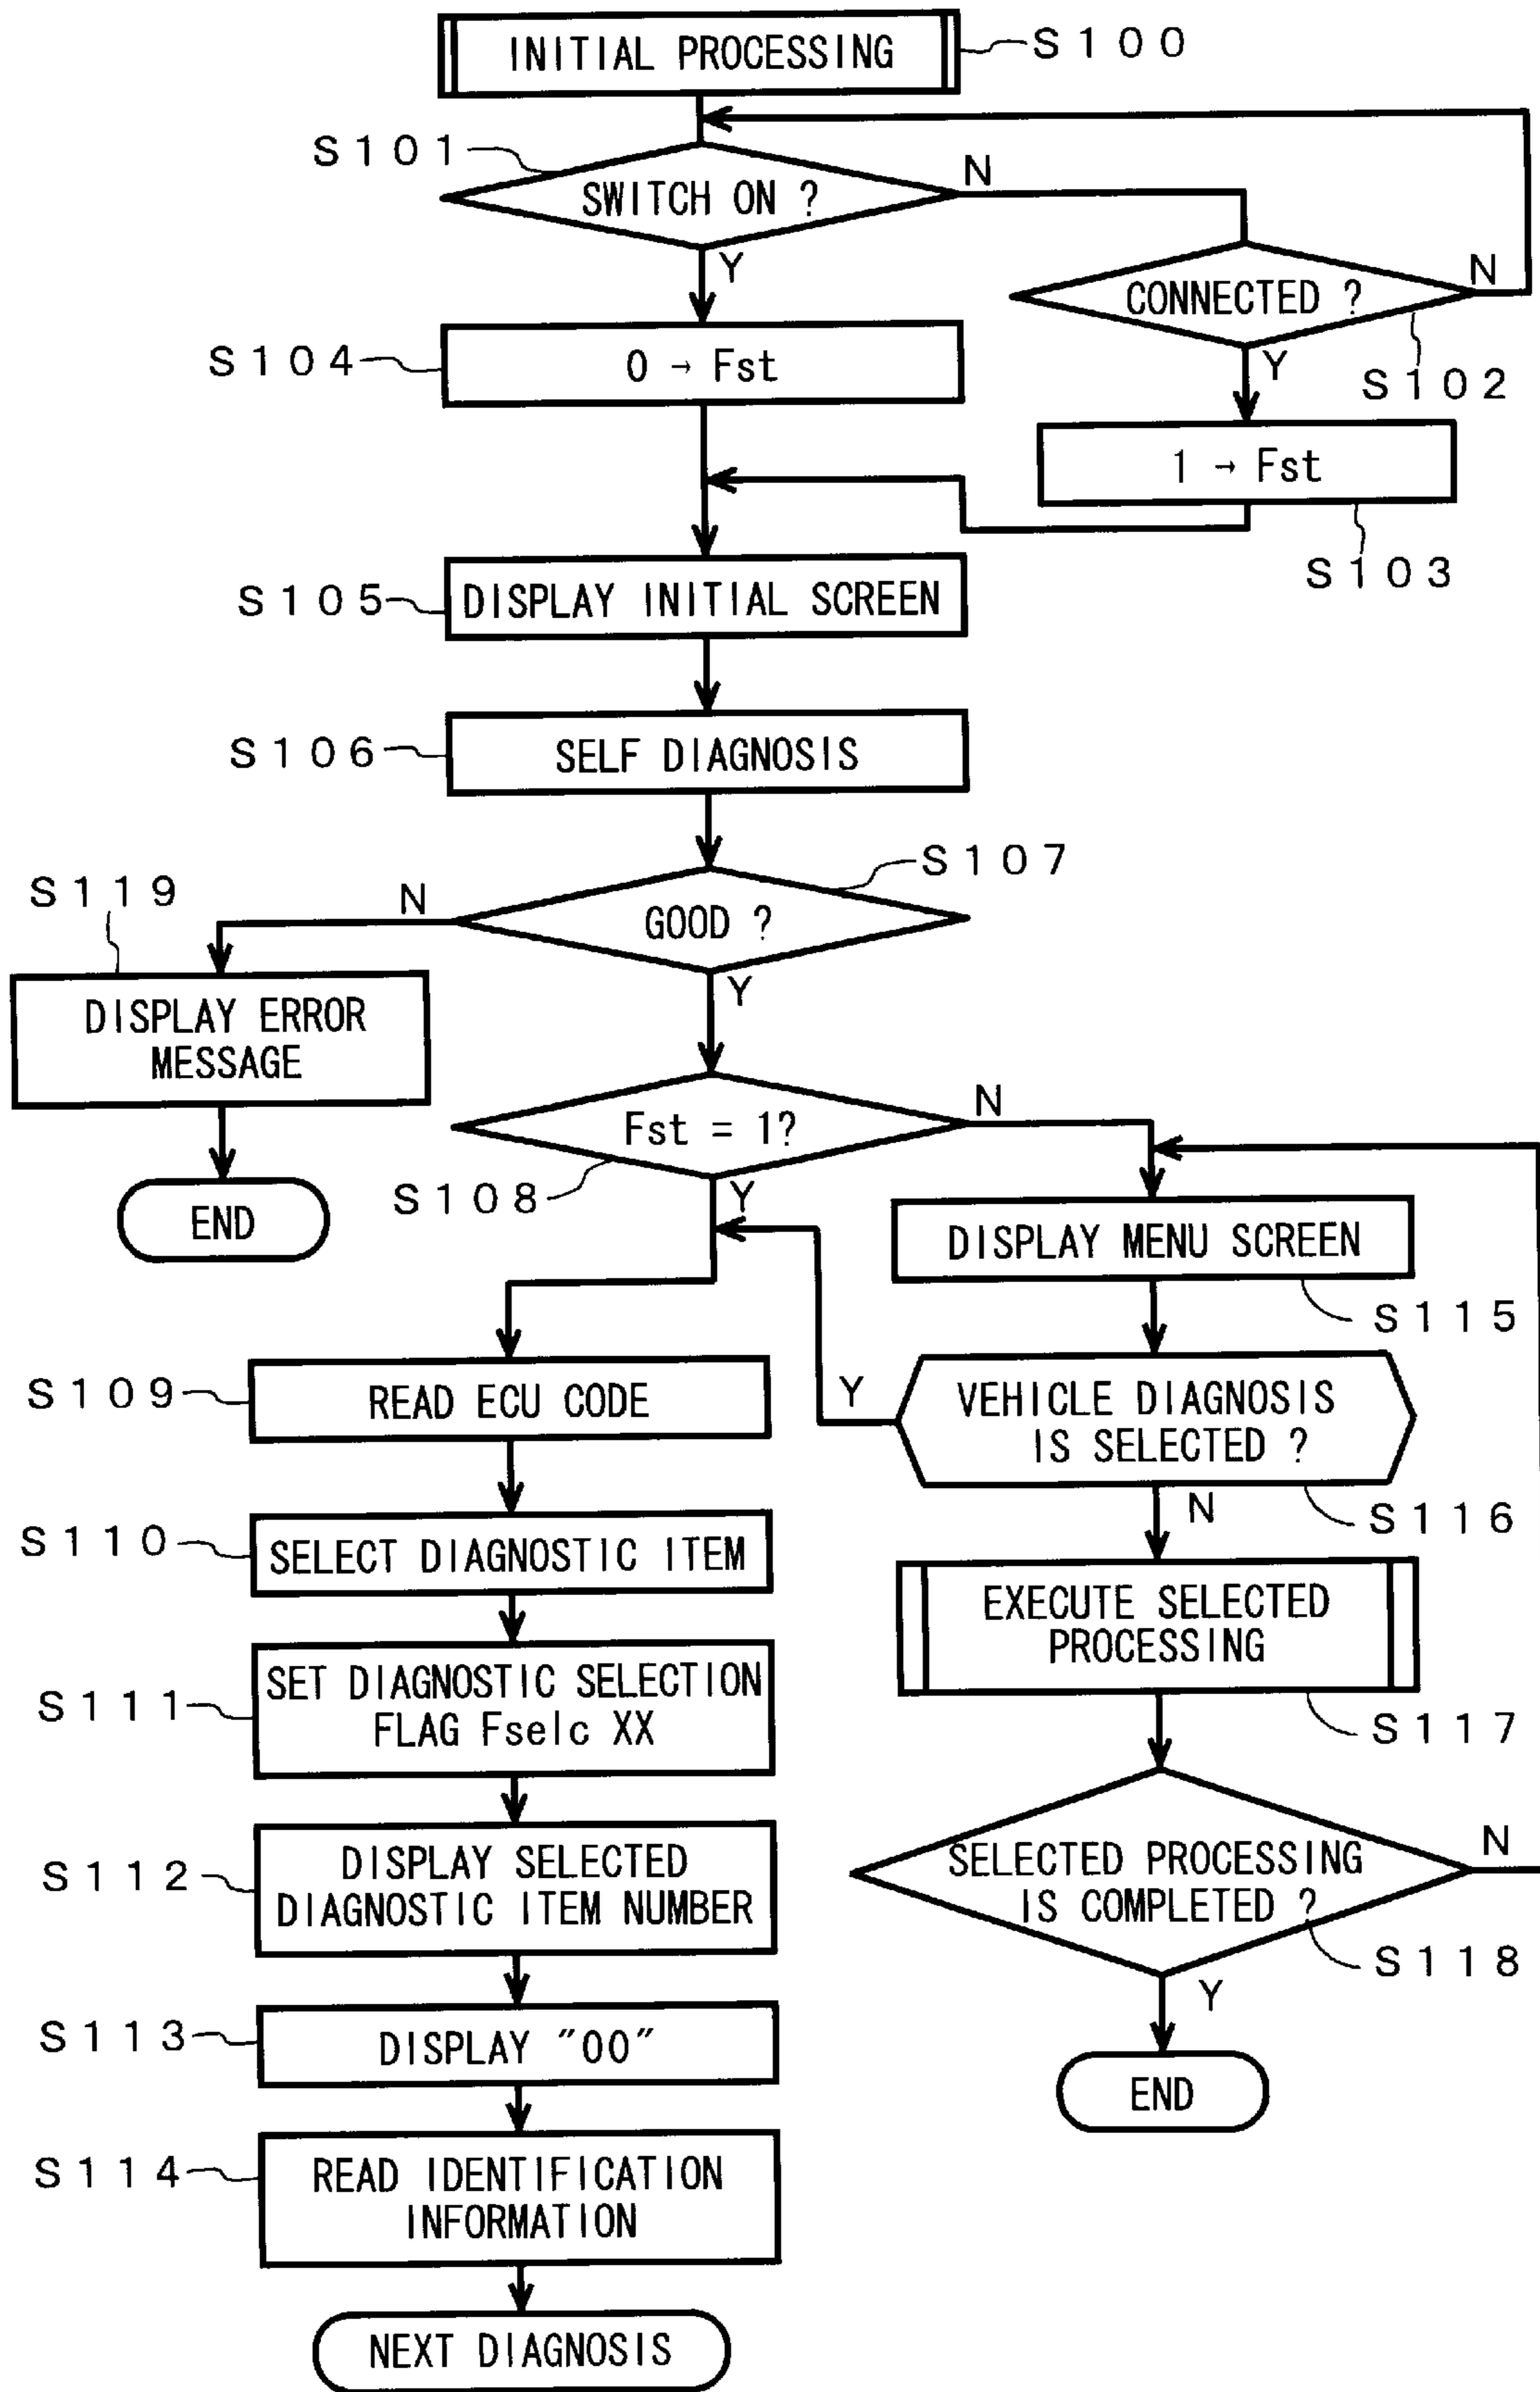 INITIAL PROCESSING
S100
S101
SWITCH ON ?
N
Y
CONNECTED ?
N
Y
S102
S104
0 → Fst
1 → Fst
S103
S105
DISPLAY INITIAL SCREEN
S106
SELF DIAGNOSIS
S107
GOOD ?
N
Y
S119
DISPLAY ERROR
MESSAGE
END
Fst = 1?
N
Y
S108
DISPLAY MENU SCREEN
S115
S109
READ ECU CODE
Y
VEHICLE DIAGNOSIS
IS SELECTED ?
N
S116
S110
SELECT DIAGNOSTIC ITEM
EXECUTE SELECTED
PROCESSING
S117
S111
SET DIAGNOSTIC SELECTION
FLAG Fselc XX
S112
DISPLAY SELECTED
DIAGNOSTIC ITEM NUMBER
SELECTED PROCESSING
IS COMPLETED ?
N
S118
Y
END
S113
DISPLAY "00"
S114
READ IDENTIFICATION
INFORMATION
NEXT DIAGNOSIS